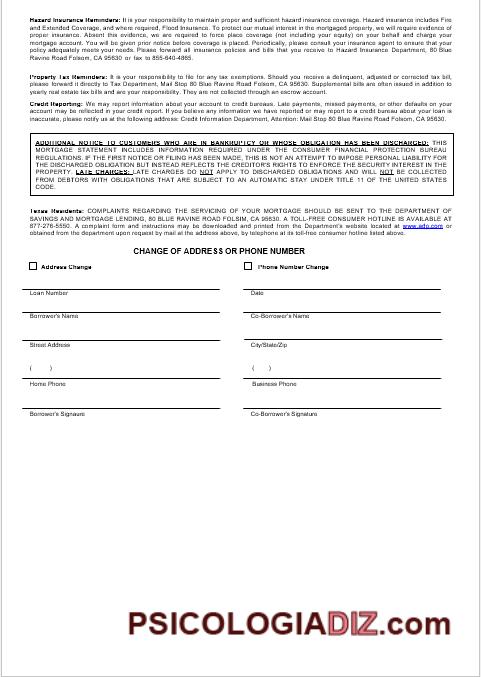 Hazard Insurance Reminders: It is your responsibility to maintain proper and sufficient hazard insurance coverage. Hazard insurance includes Fire
and Extended Coverage, and where required, Flood Insurance. To protect our mutual interest in the mortgaged property, we will require evidence of
proper insurance. Absent this evidence, we are required to force place coverage (not including your equity) on your behalf and charge your
mortgage account. You will be given prior notice before coverage is placed. Periodically, please consult your insurance agent to ensure that your
policy adequately meets your needs. Please forward all insurance policies and bills that you receive to Hazard Insurance Department, 80 Blue
Ravine Road Folsom, CA 95630 or fax to 855-640-4865.
Property Tax Reminders: It is your responsibility to file for any tax exemptions. Should you receive a delinquent, adjusted or corrected tax bill,
please forward it directly to Tax Department, Mail Stop 80 Blue Ravine Road Folsom, CA 95630. Supplemental bills are often issued in addition to
yearly real estate tax bills and are your responsibility. They are not collected through an escrow account.
Credit Reporting: We may report information about your account to credit bureaus. Late payments, missed payments, or other defaults on your
account may be reflected in your credit report. If you believe any information we have reported or may report to a credit bureau about your loan is
inaccurate, please notify us at the following address: Credit Information Department, Attention: Mail Stop 80 Blue Ravine Road Folsom, CA 95630.
ADDITIONAL NOTICE TO CUSTOMERS WHO ARE IN BANKRUPTCY OR WHOSE OBLIGATION HAS BEEN DISCHARGED: THIS
MORTGAGE STATEMENT INCLUDES INFORMATION REQUIRED UNDER THE CONSUMER FINANCIAL PROTECTION BUREAU
REGULATIONS. IF THE FIRST NOTICE OR FILING HAS BEEN MADE, THIS IS NOT AN ATTEMPT TO IMPOSE PERSONAL LIABILITY FOR
THE DISCHARGED OBLIGATION BUT INSTEAD REFLECTS THE CREDITOR'S RIGHTS TO ENFORCE THE SECURITY INTEREST IN THE
PROPERTY. LATE CHARGES: LATE CHARGES DO NOT APPLY TO DISCHARGED OBLIGATIONS AND WILL NOT BE COLLECTED
FROM DEBTORS WITH OBLIGATIONS THAT ARE SUBJECT TO AN AUTOMATIC STAY UNDER TITLE 11 OF THE UNITED STATES
CODE.
Texas Residents: COMPLAINTS REGARDING THE SERVICING OF YOUR MORTGAGE SHOULD BE SENT TO THE DEPARTMENT OF
SAVINGS AND MORTGAGE LENDING, 80 BLUE RAVINE ROAD FOLSIM, CA 95630. A TOLL-FREE CONSUMER HOTLINE IS AVAILABLE AT
877-276-5550. A complaint form and instructions may be downloaded and printed from the Department's website located at www.adp.com or
obtained from the department upon request by mail at the address above, by telephone at its toll-free consumer hotline listed above.
CHANGE OF ADDRESS OR PHONE NUMBER
Address Change Phone Number Change
Loan Number Date
Borrower's Name Co-Borrower's Name
Street Address City/State/Zip
( ) ( )
Home Phone Business Phone
Borrower's Signaure Co-Borrower's Signature
PSICOLOGIADIZ.com